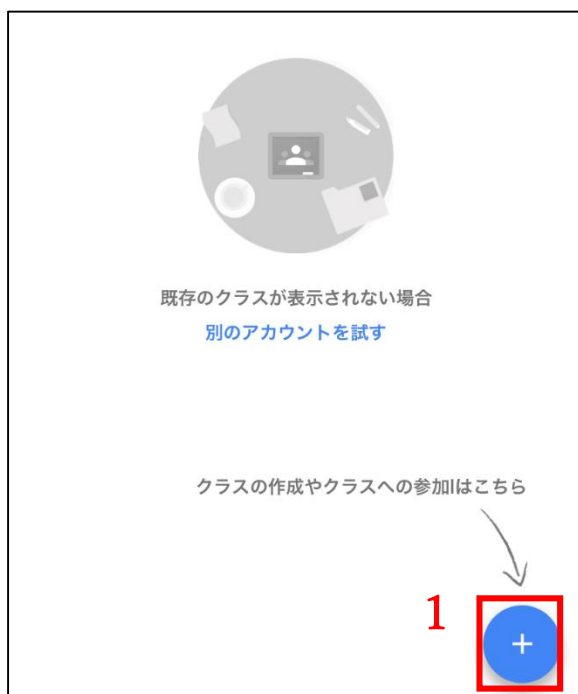 既存のクラスが表示されない場合
別のアカウントを試す
クラスの作成やクラスへの参加lはこちら
1
+